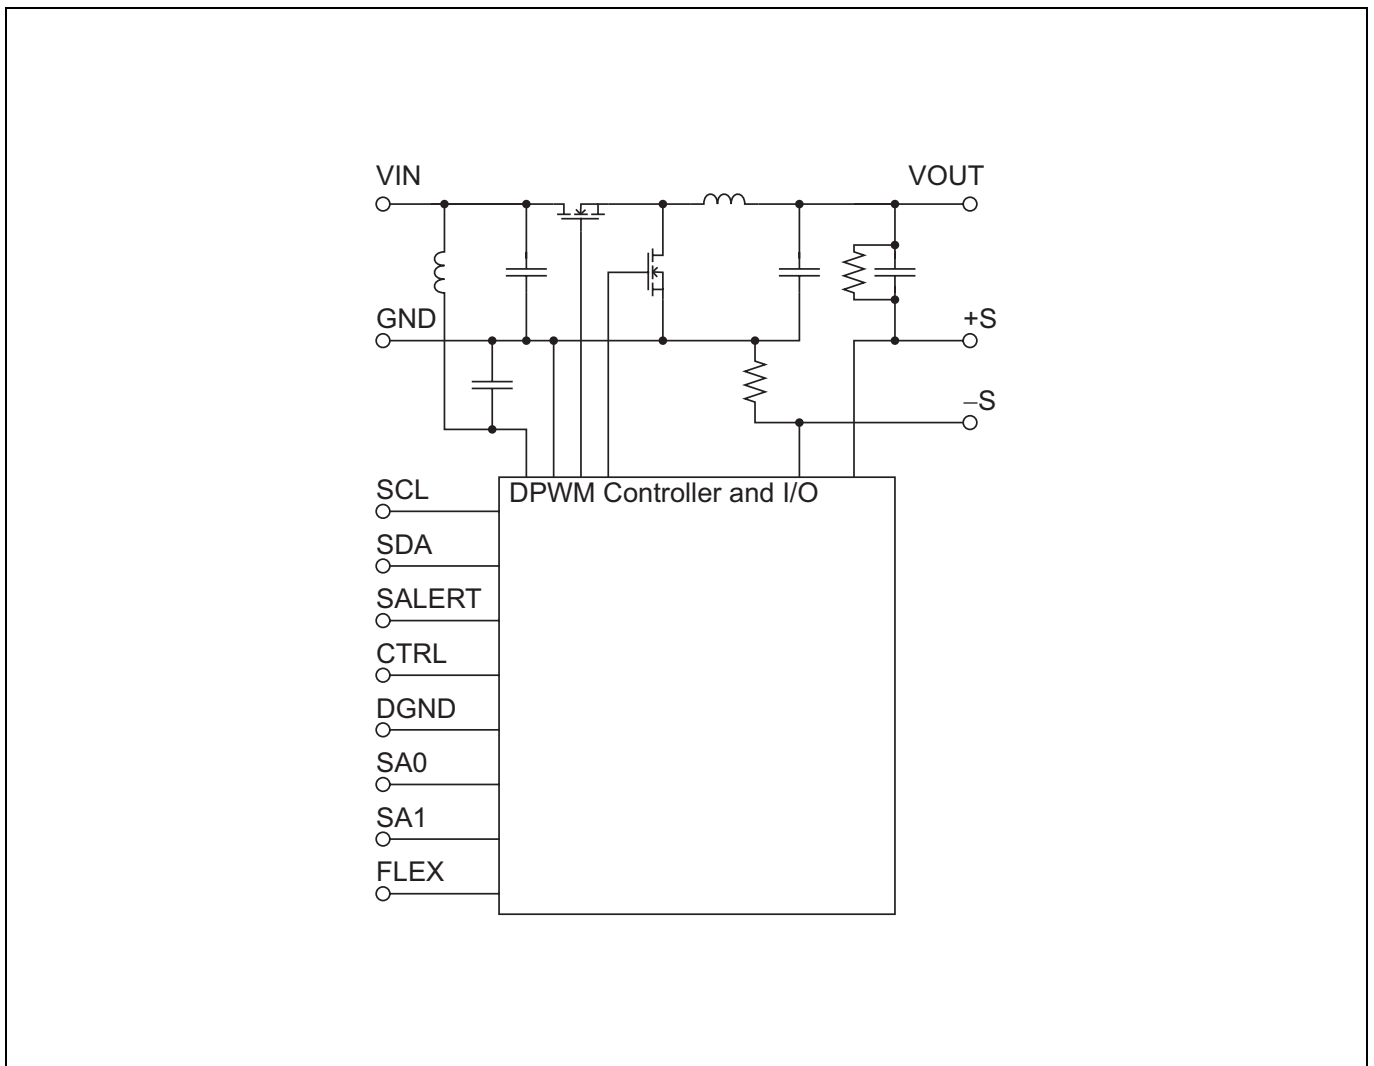 VIN
VOUT
GND
+S
–S
SCL
DPWM Controller and I/O
SDA
SALERT
CTRL
DGND
SA0
SA1
FLEX